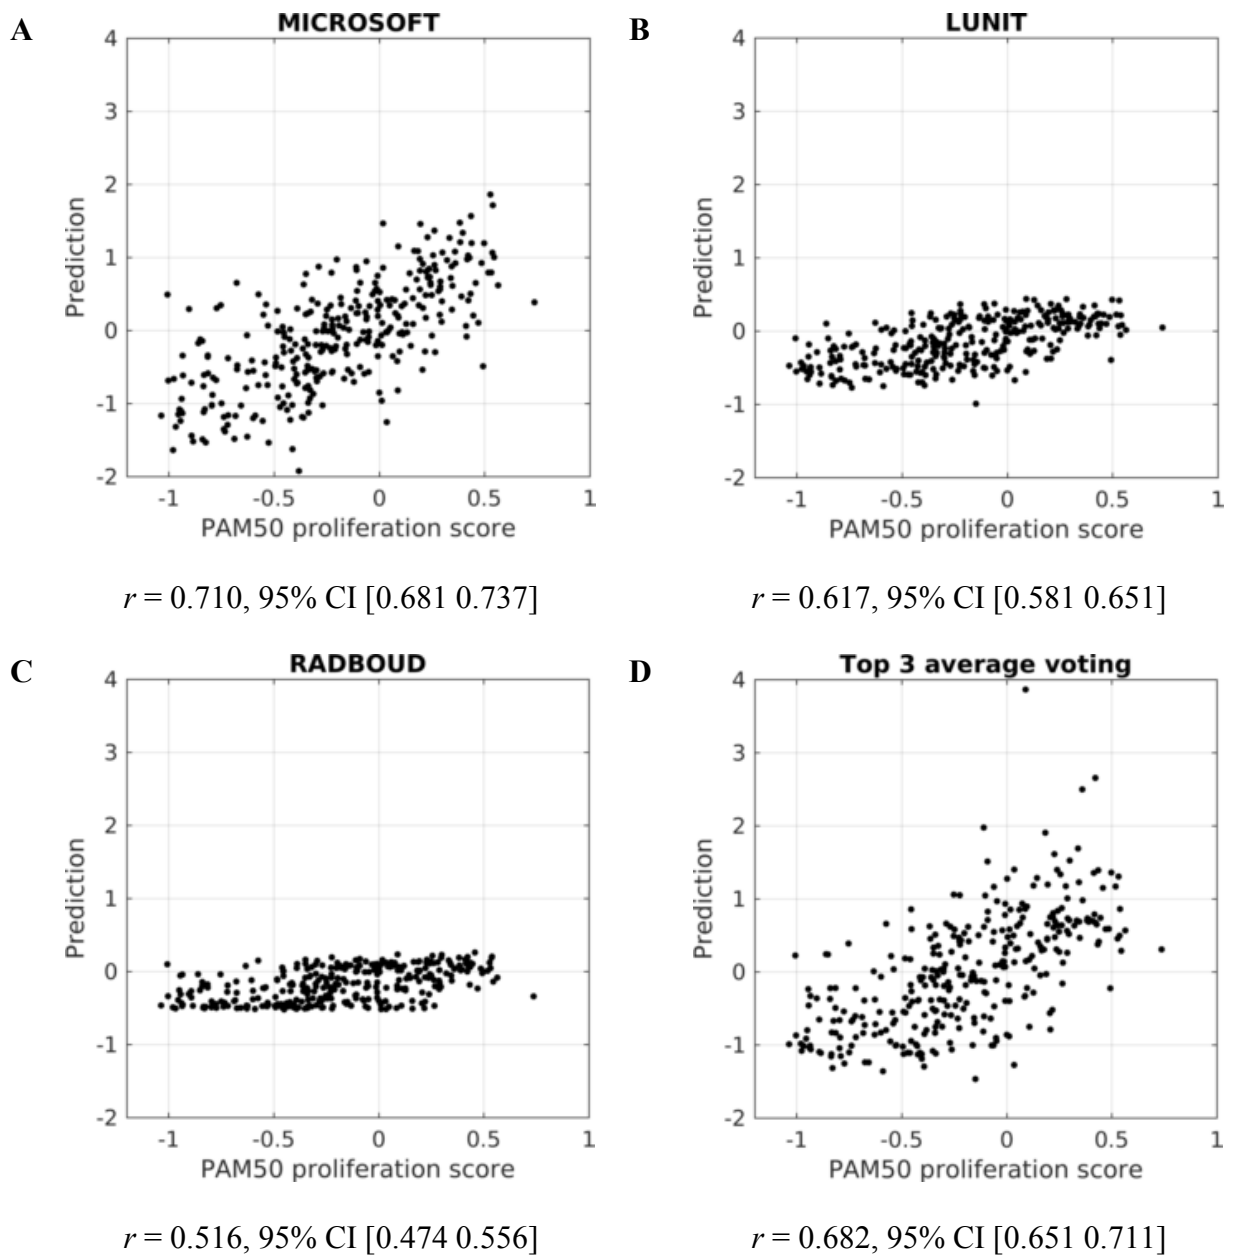 A
MICROSOFT
4
3
2
1
0
-1
-2
Prediction
-1 -0.5 0 0.5 1
PAM50 proliferation score
r = 0.710, 95% CI [0.681 0.737]
B
LUNIT
4
3
2
1
0
-1
-2
Prediction
-1 -0.5 0 0.5 1
PAM50 proliferation score
r = 0.617, 95% CI [0.581 0.651]
C
RADBOUD
4
3
2
1
0
-1
-2
Prediction
-1 -0.5 0 0.5 1
PAM50 proliferation score
r = 0.516, 95% CI [0.474 0.556]
D
Top 3 average voting
4
3
2
1
0
-1
-2
Prediction
-1 -0.5 0 0.5 1
PAM50 proliferation score
r = 0.682, 95% CI [0.651 0.711]